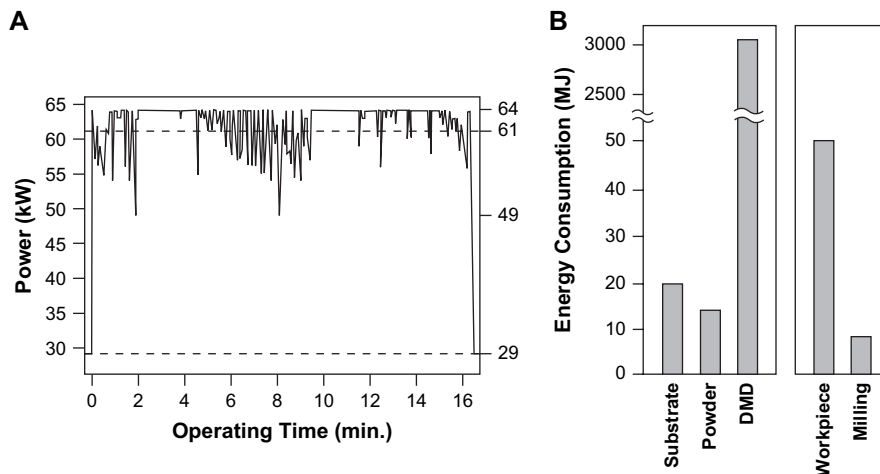 A
Power (kW)
65
60
55
50
45
40
35
30
64
61
49
29
0 2 4 6 8 10 12 14 16
Operating Time (min.)
B
Energy Consumption (MJ)
3000
2500
50
40
30
20
10
0
Substrate
Powder
DMD
Workpiece
Milling